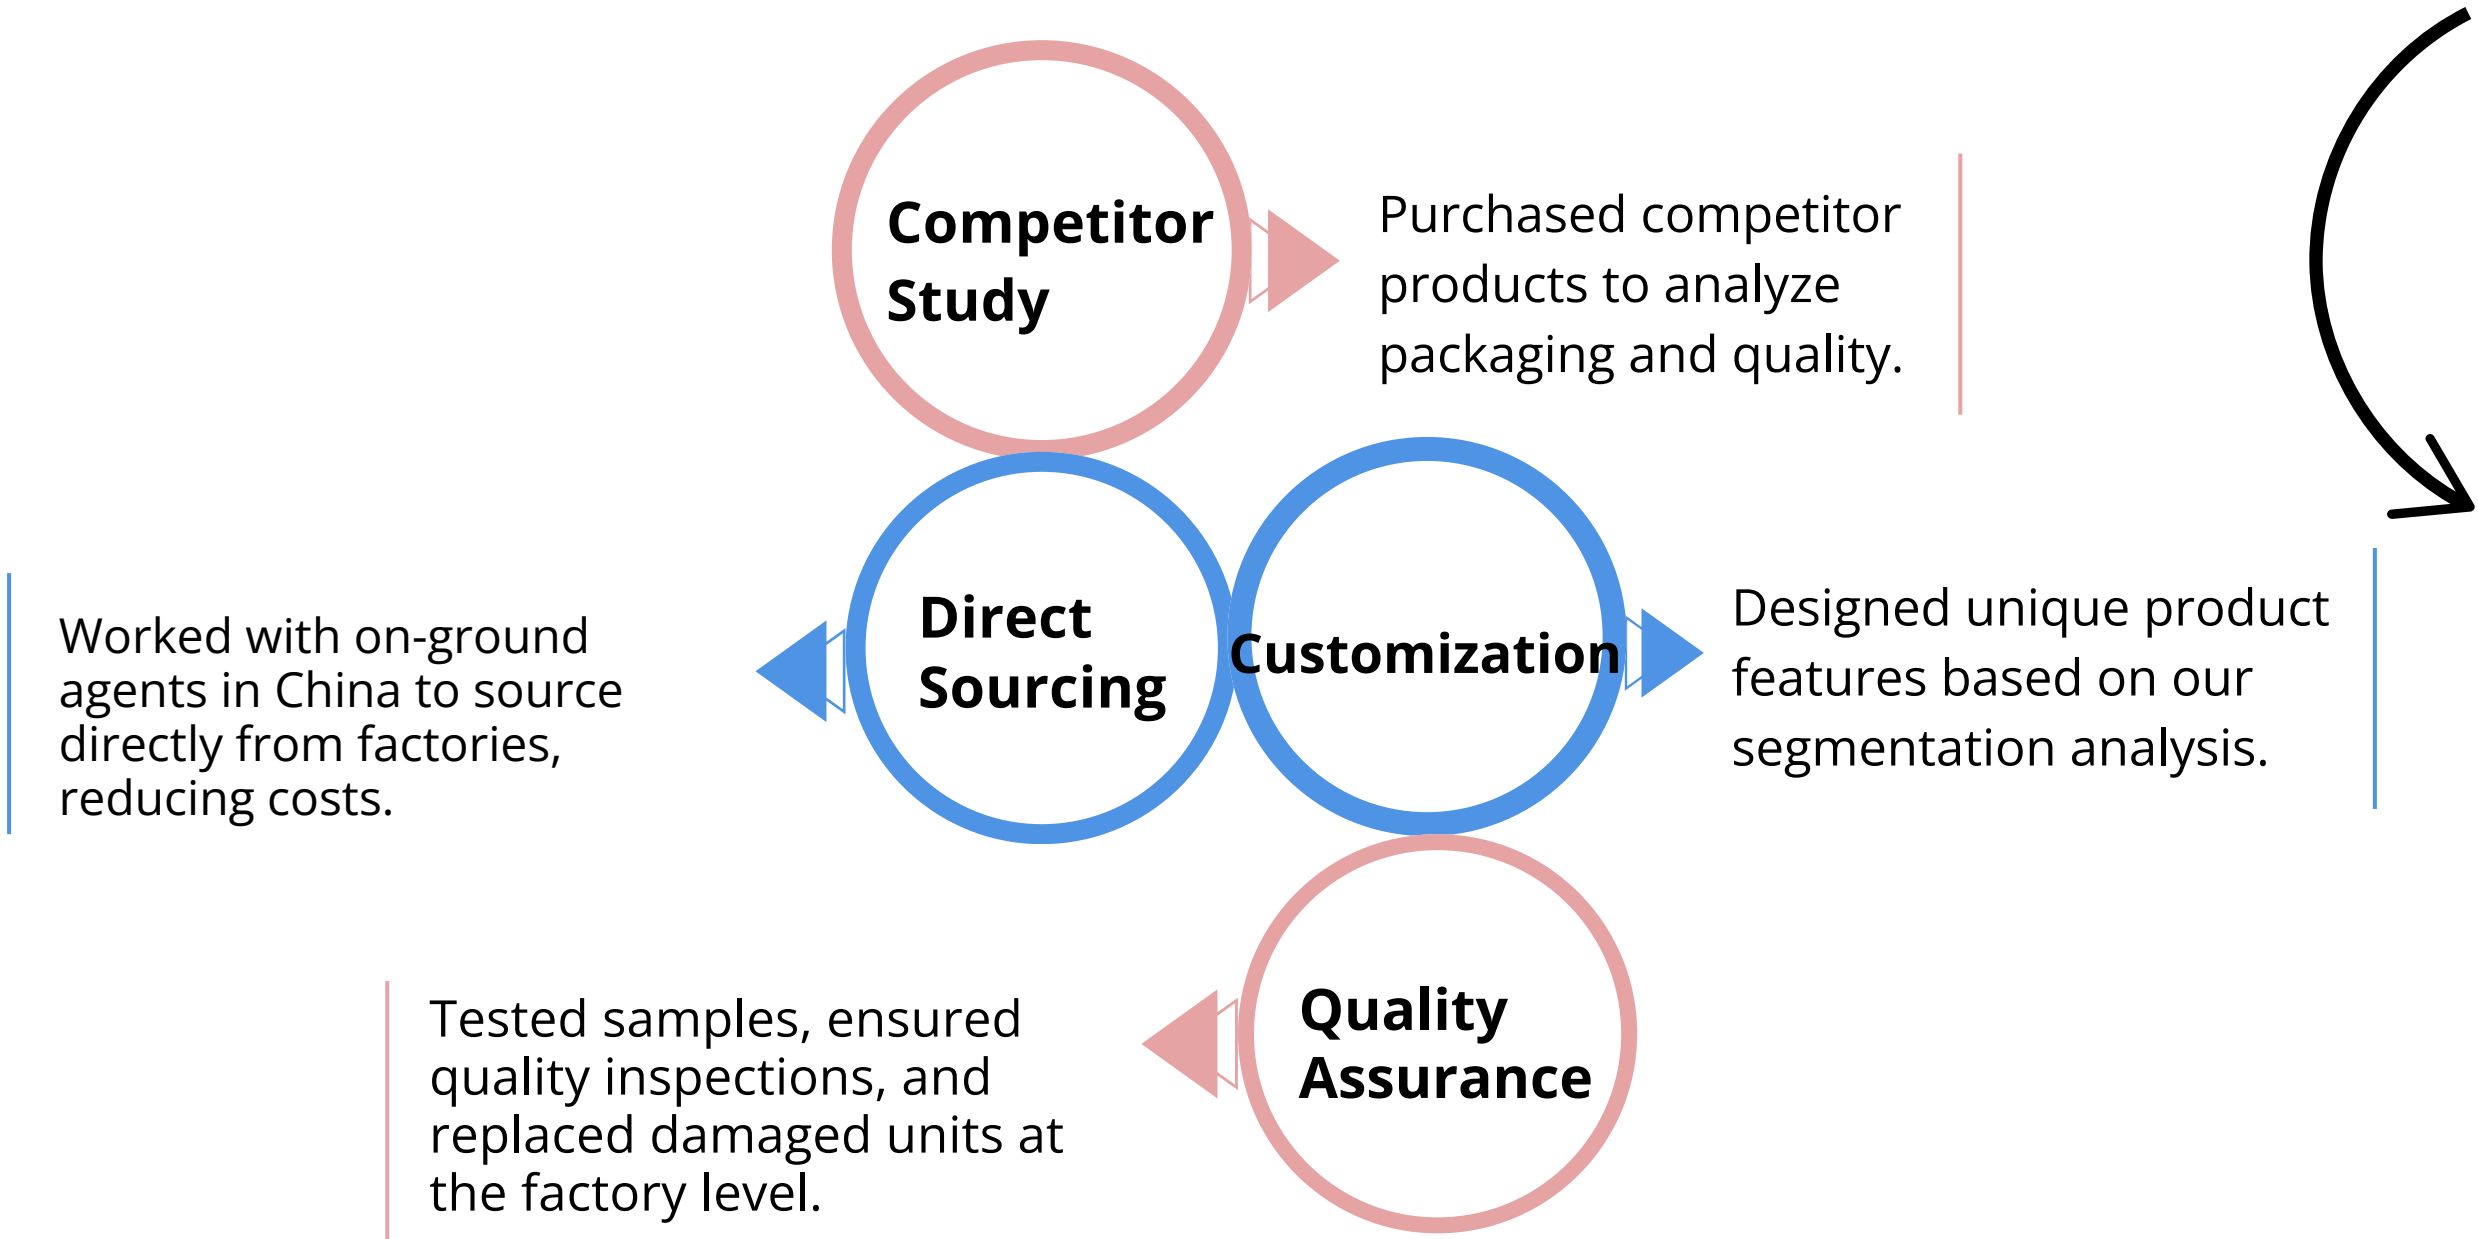 Competitor
Study
Purchased competitor
products to analyze
packaging and quality.
Direct
Sourcing
Worked with on-ground
agents in China to source
directly from factories,
reducing costs.
Customization
Designed unique product
features based on our
segmentation analysis.
Quality
Assurance
Tested samples, ensured
quality inspections, and
replaced damaged units at
the factory level.